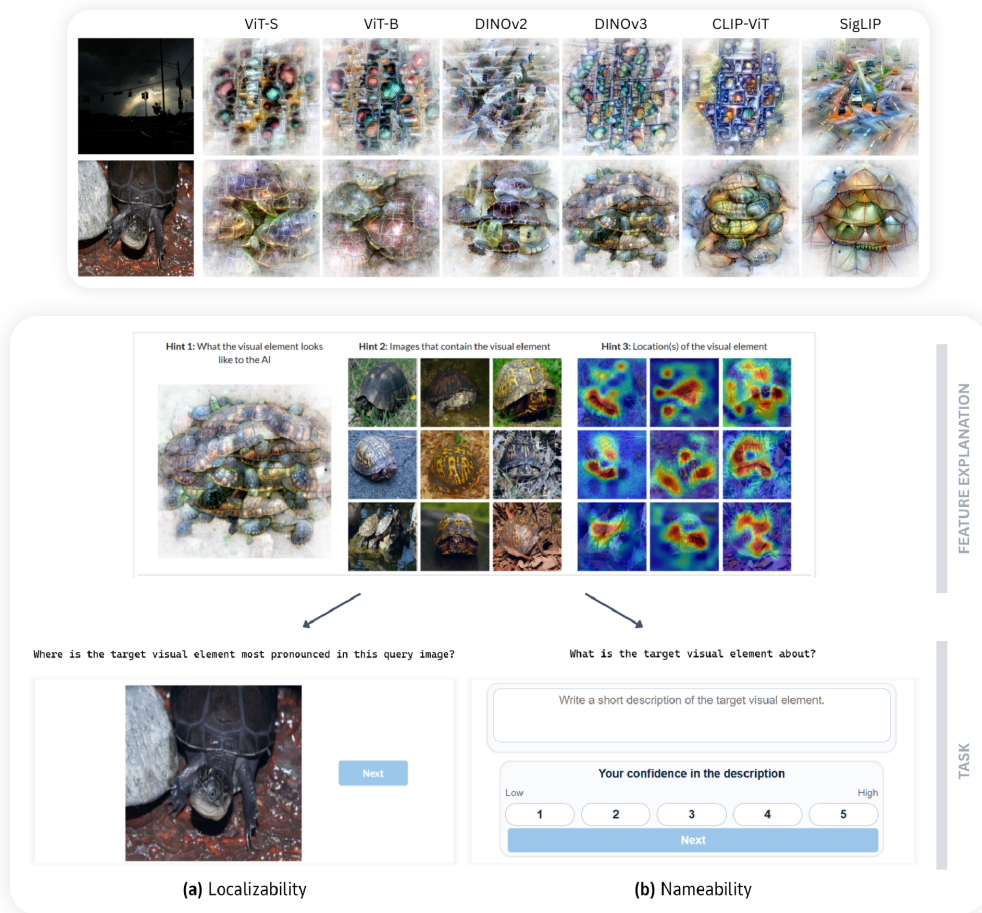 ViT-S ViT-B DINOv2 DINOv3 CLIP-ViT SigLIP
Hint 1: What the visual element looks
like to the AI
Hint 2: Images that contain the visual element
Hint 3: Location(s) of the visual element
FEATURE EXPLANATION
Where is the target visual element most pronounced in this query image?
Next
(a) Localizability
What is the target visual element about?
Write a short description of the target visual element.
Your confidence in the description
Low High
1 2 3 4 5
Next
(b) Nameability
TASK